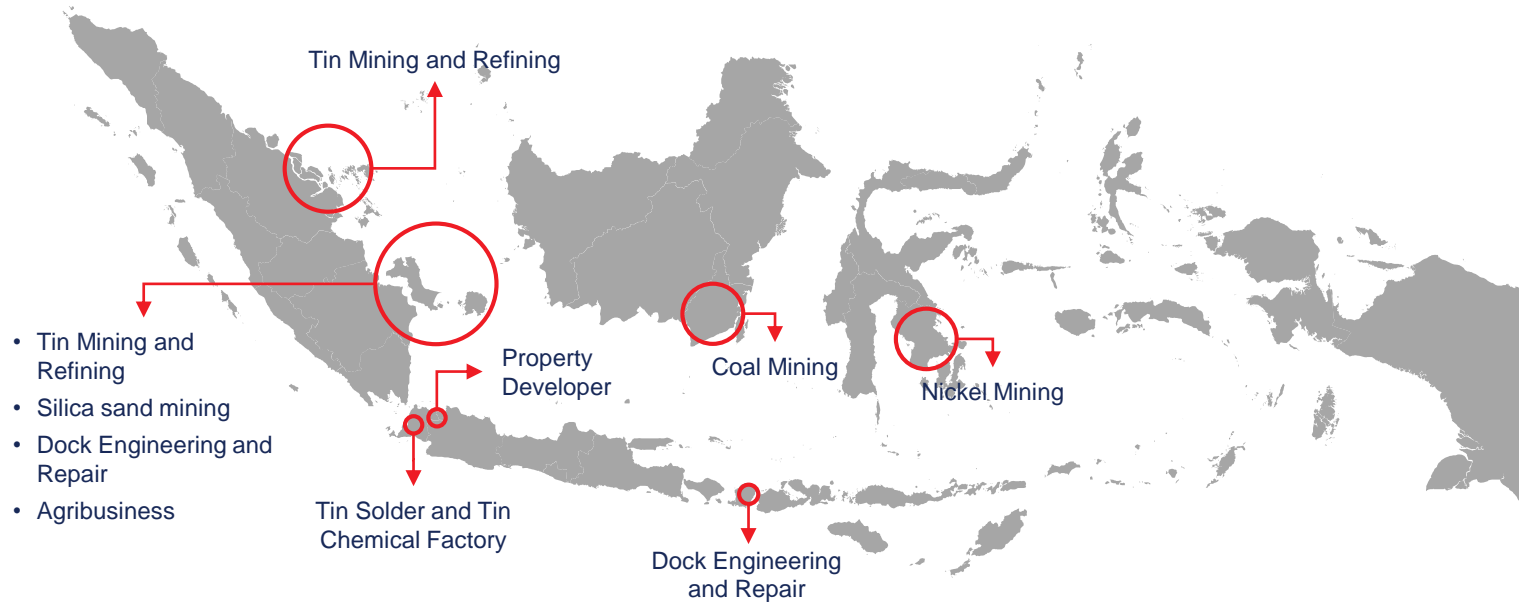 Tin Mining and Refining
• Tin Mining and
Refining
• Silica sand mining
• Dock Engineering and
Repair
• Agribusiness
Property
Developer
Tin Solder and Tin
Chemical Factory
Coal Mining
Nickel Mining
Dock Engineering
and Repair